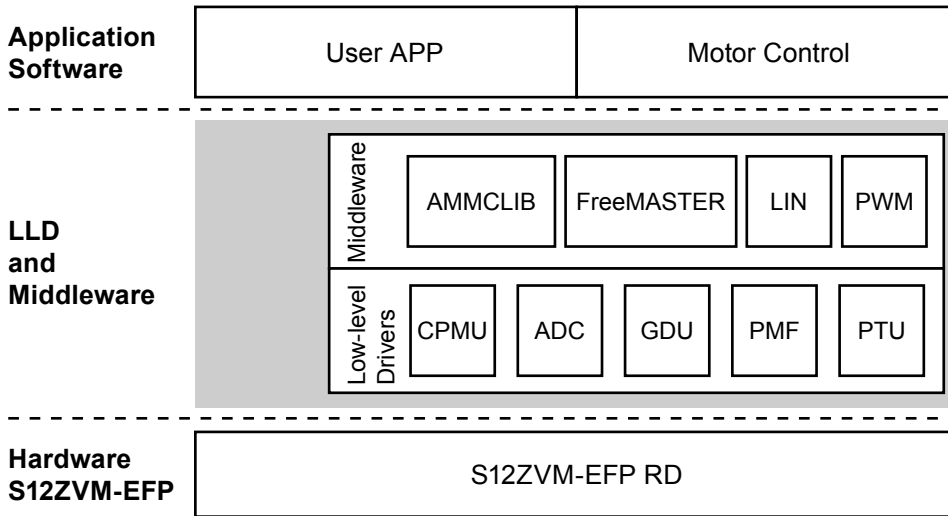 Application
Software
User APP
Motor Control
LLD
and
Middleware
Middleware
AMMCLIB
FreeMASTER
LIN
PWM
Low-level
Drivers
CPMU
ADC
GDU
PMF
PTU
Hardware
S12ZVM-EFP
S12ZVM-EFP RD